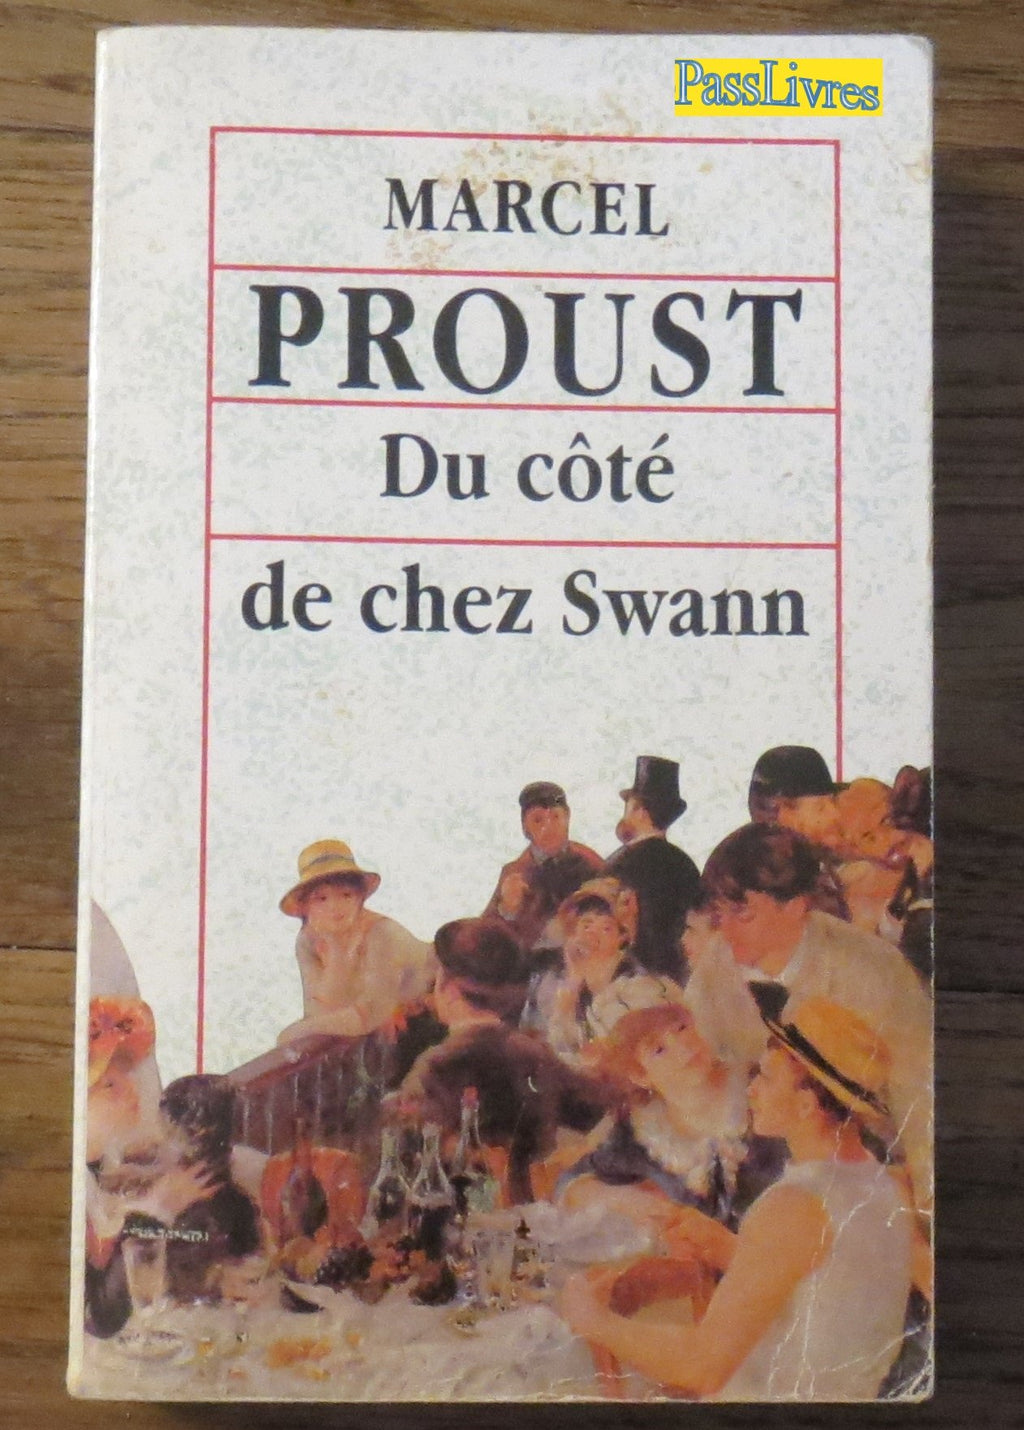 PassLivres
MARCEL
PROUST
Du côté
de chez Swann